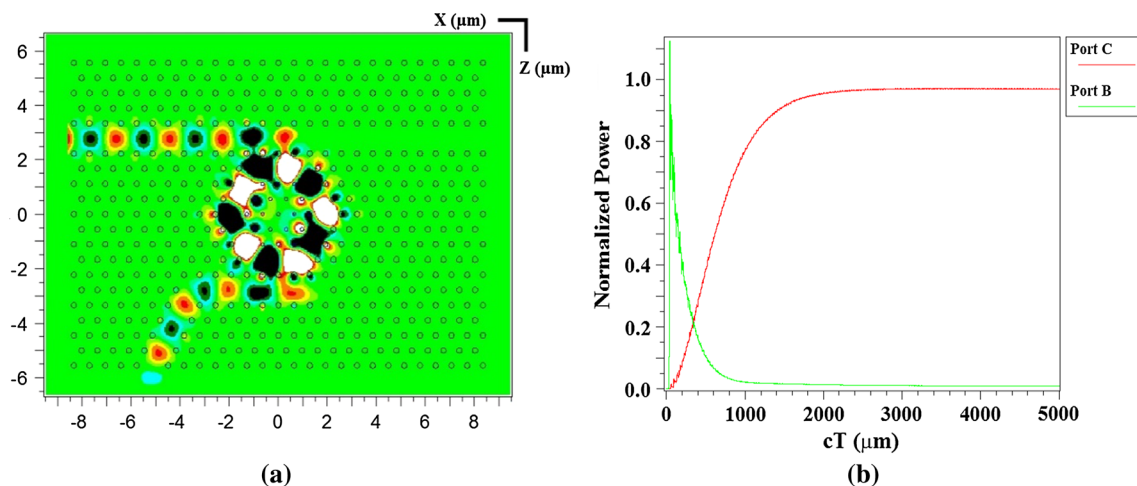 X (µm)
Z (µm)
6
4
2
0
-2
-4
-6
-8 -6 -4 -2 0 2 4 6 8
(a)
Normalized Power
1.0
0.8
0.6
0.4
0.2
0.0
0 1000 2000 3000 4000 5000
cT (µm)
Port C
Port B
(b)